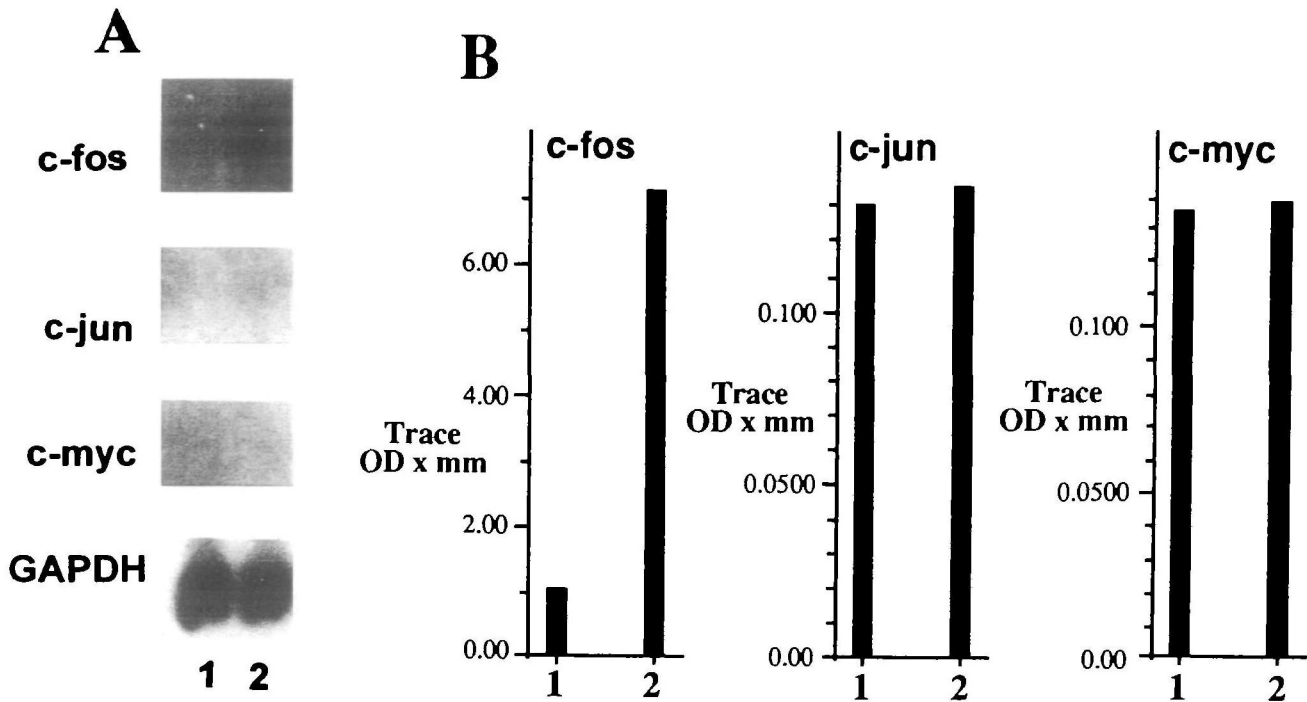 A
c-fos
c-jun
c-myc
GAPDH
1 2
B
c-fos
6.00
4.00
Trace
OD x mm
2.00
0.00
1 2
c-jun
0.100
Trace
OD x mm
0.0500
0.00
1 2
c-myc
0.100
Trace
OD x mm
0.0500
0.00
1 2